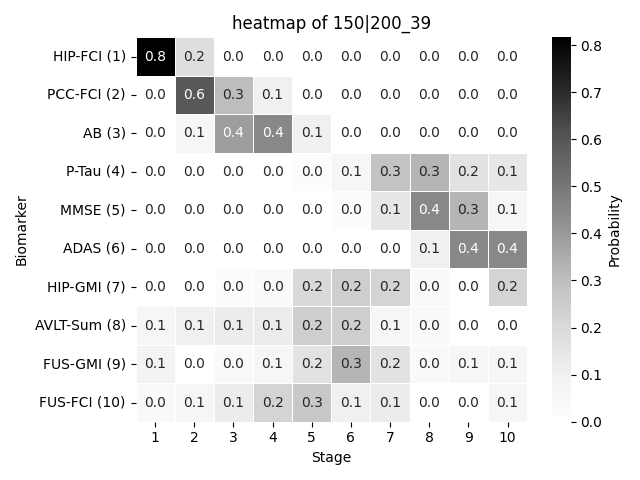 heatmap of 150|200_39
HIP-FCI (1) 0.8 0.2 0.0 0.0 0.0 0.0 0.0 0.0 0.0 0.0
PCC-FCI (2) 0.0 0.6 0.3 0.1 0.0 0.0 0.0 0.0 0.0 0.0
AB (3) 0.0 0.1 0.4 0.4 0.1 0.0 0.0 0.0 0.0 0.0
P-Tau (4) 0.0 0.0 0.0 0.0 0.0 0.1 0.3 0.3 0.2 0.1
MMSE (5) 0.0 0.0 0.0 0.0 0.0 0.0 0.1 0.4 0.3 0.1
ADAS (6) 0.0 0.0 0.0 0.0 0.0 0.0 0.0 0.1 0.4 0.4
HIP-GMI (7) 0.0 0.0 0.0 0.0 0.2 0.2 0.2 0.0 0.0 0.2
AVLT-Sum (8) 0.1 0.1 0.1 0.1 0.2 0.2 0.1 0.0 0.0 0.0
FUS-GMI (9) 0.1 0.0 0.0 0.1 0.2 0.3 0.2 0.0 0.1 0.1
FUS-FCI (10) 0.0 0.1 0.1 0.2 0.3 0.1 0.1 0.0 0.0 0.1
1 2 3 4 5 6 7 8 9 10
Stage
Biomarker
0.8
0.7
0.6
0.5
0.4
0.3
0.2
0.1
0.0
Probability